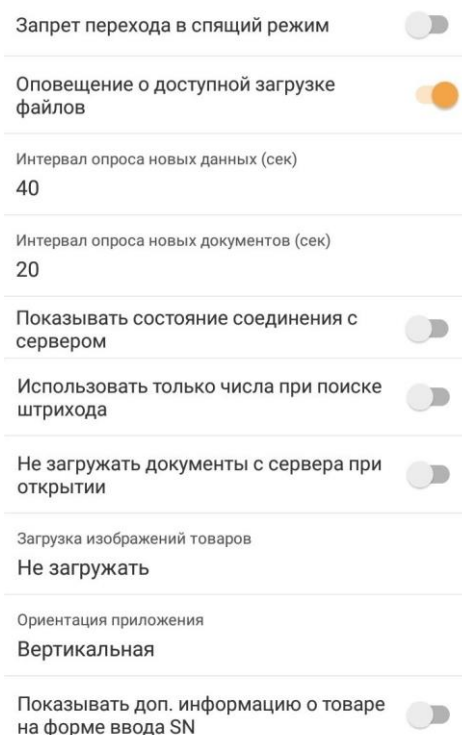 Запрет перехода в спящий режим
Оповещение о доступной загрузке
файлов
Интервал опроса новых данных (сек)
40
Интервал опроса новых документов (сек)
20
Показывать состояние соединения с
сервером
Использовать только числа при поиске
штрихода
Не загружать документы с сервера при
открытии
Загрузка изображений товаров
Не загружать
Ориентация приложения
Вертикальная
Показывать доп. информацию о товаре
на форме ввода SN